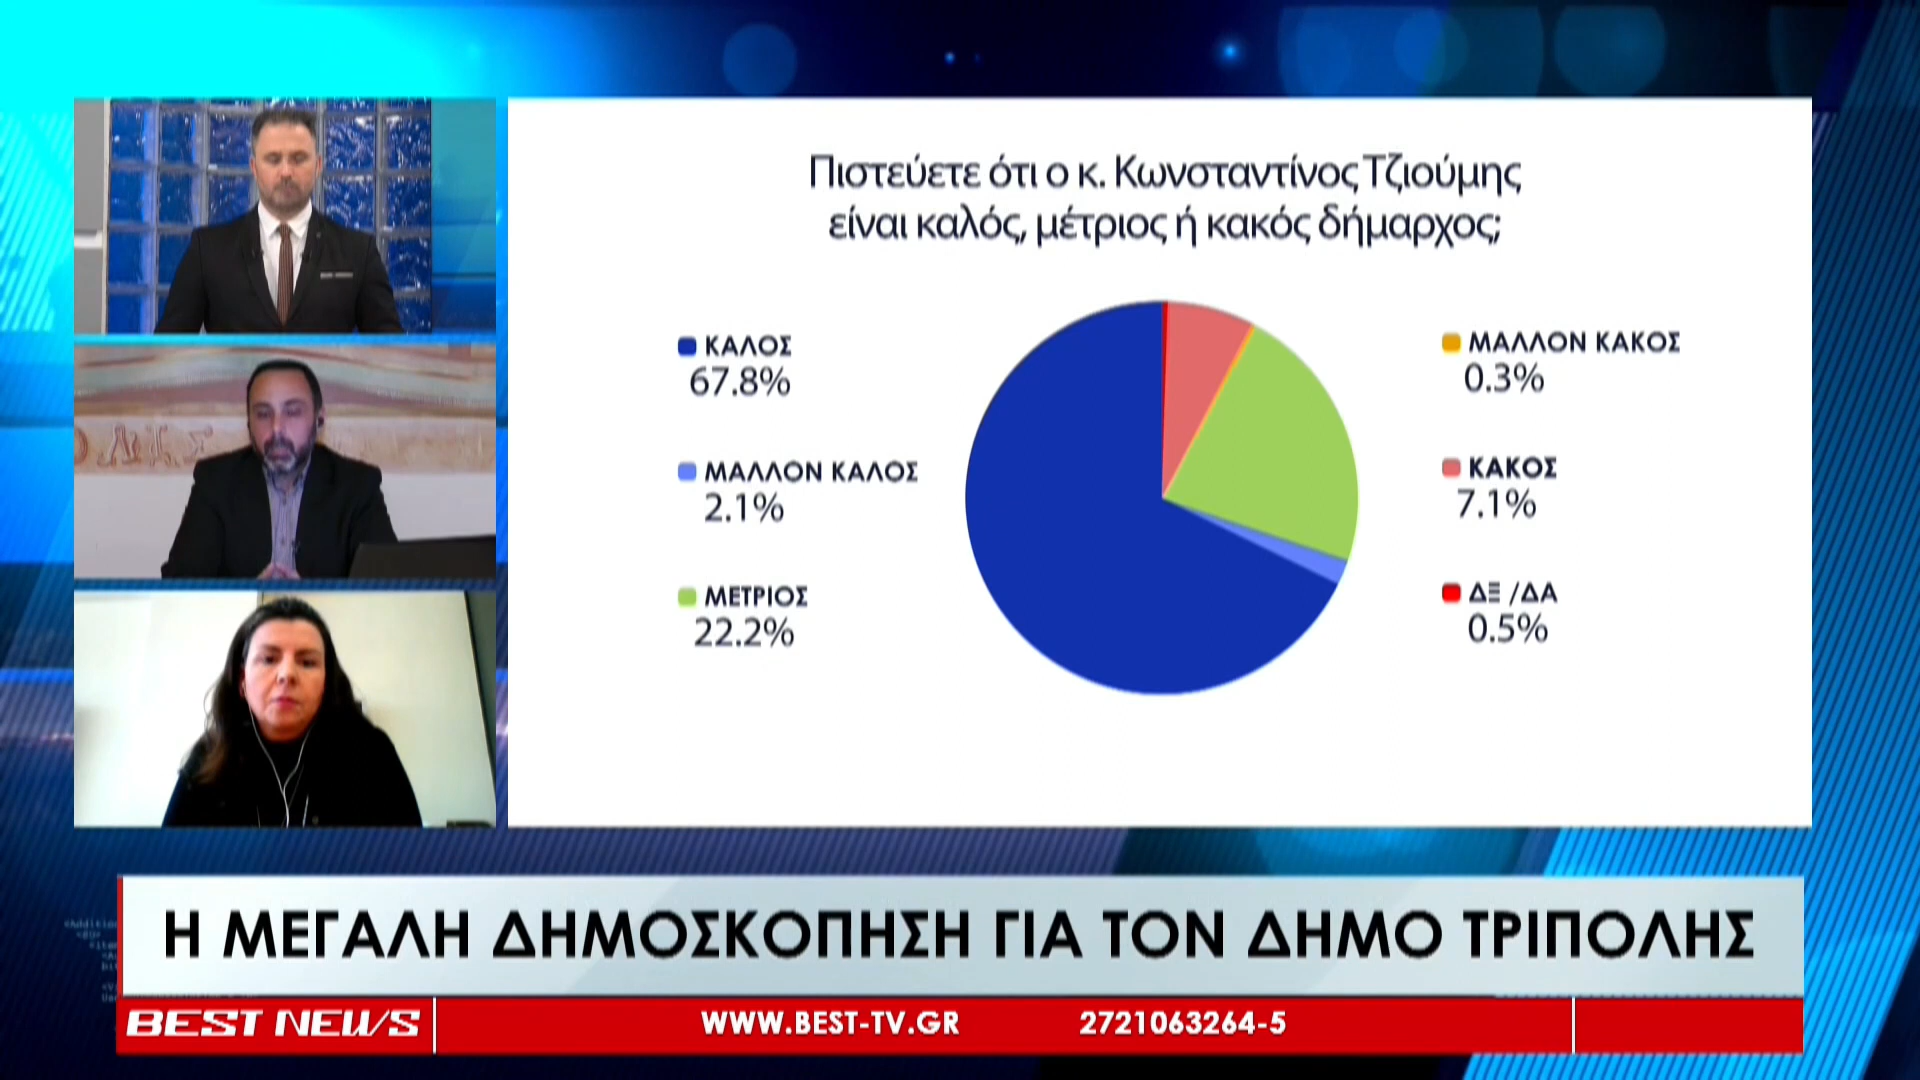 Πιστεύετε ότι ο κ. Κωνσταντίνος Τζιούμης
είναι καλός, μέτριος ή κακός δήμαρχος;
ΚΑΛΟΣ
67.8%
ΜΑΛΛΟΝ ΚΑΛΟΣ
2.1%
ΜΕΤΡΙΟΣ
22.2%
ΜΑΛΛΟΝ ΚΑΚΟΣ
0.3%
ΚΑΚΟΣ
7.1%
ΔΞ /ΔΑ
0.5%
Η ΜΕΓΑΛΗ ΔΗΜΟΣΚΟΠΗΣΗ ΓΙΑ ΤΟΝ ΔΗΜΟ ΤΡΙΠΟΛΗΣ
BEST NEWS
WWW.BEST-TV.GR 2721063264-5